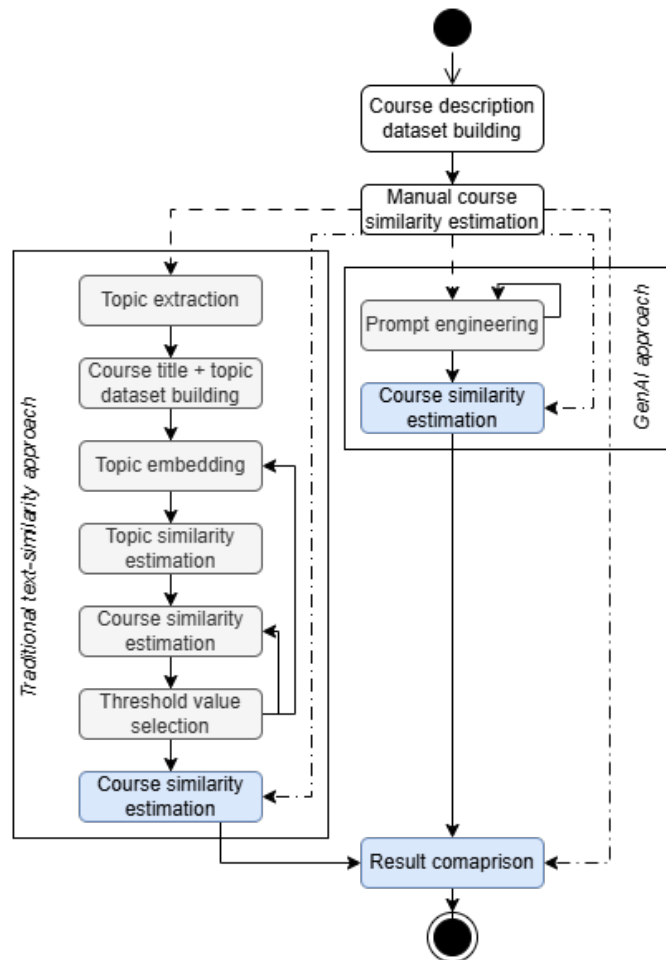 Course description
dataset building
Manual course
similarity estimation
Traditional text-similarity approach
Topic extraction
Course title + topic
dataset building
Topic embedding
Topic similarity
estimation
Course similarity
estimation
Threshold value
selection
Course similarity
estimation
GenAI approach
Prompt engineering
Course similarity
estimation
Result comaprison